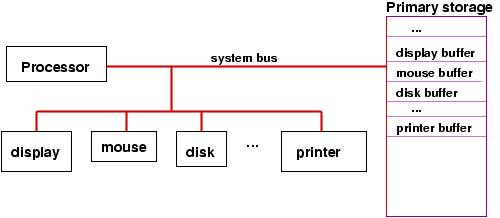 Primary storage
...
system bus
display buffer
Processor
mouse buffer
disk buffer
...
printer buffer
display
mouse
disk
...
printer